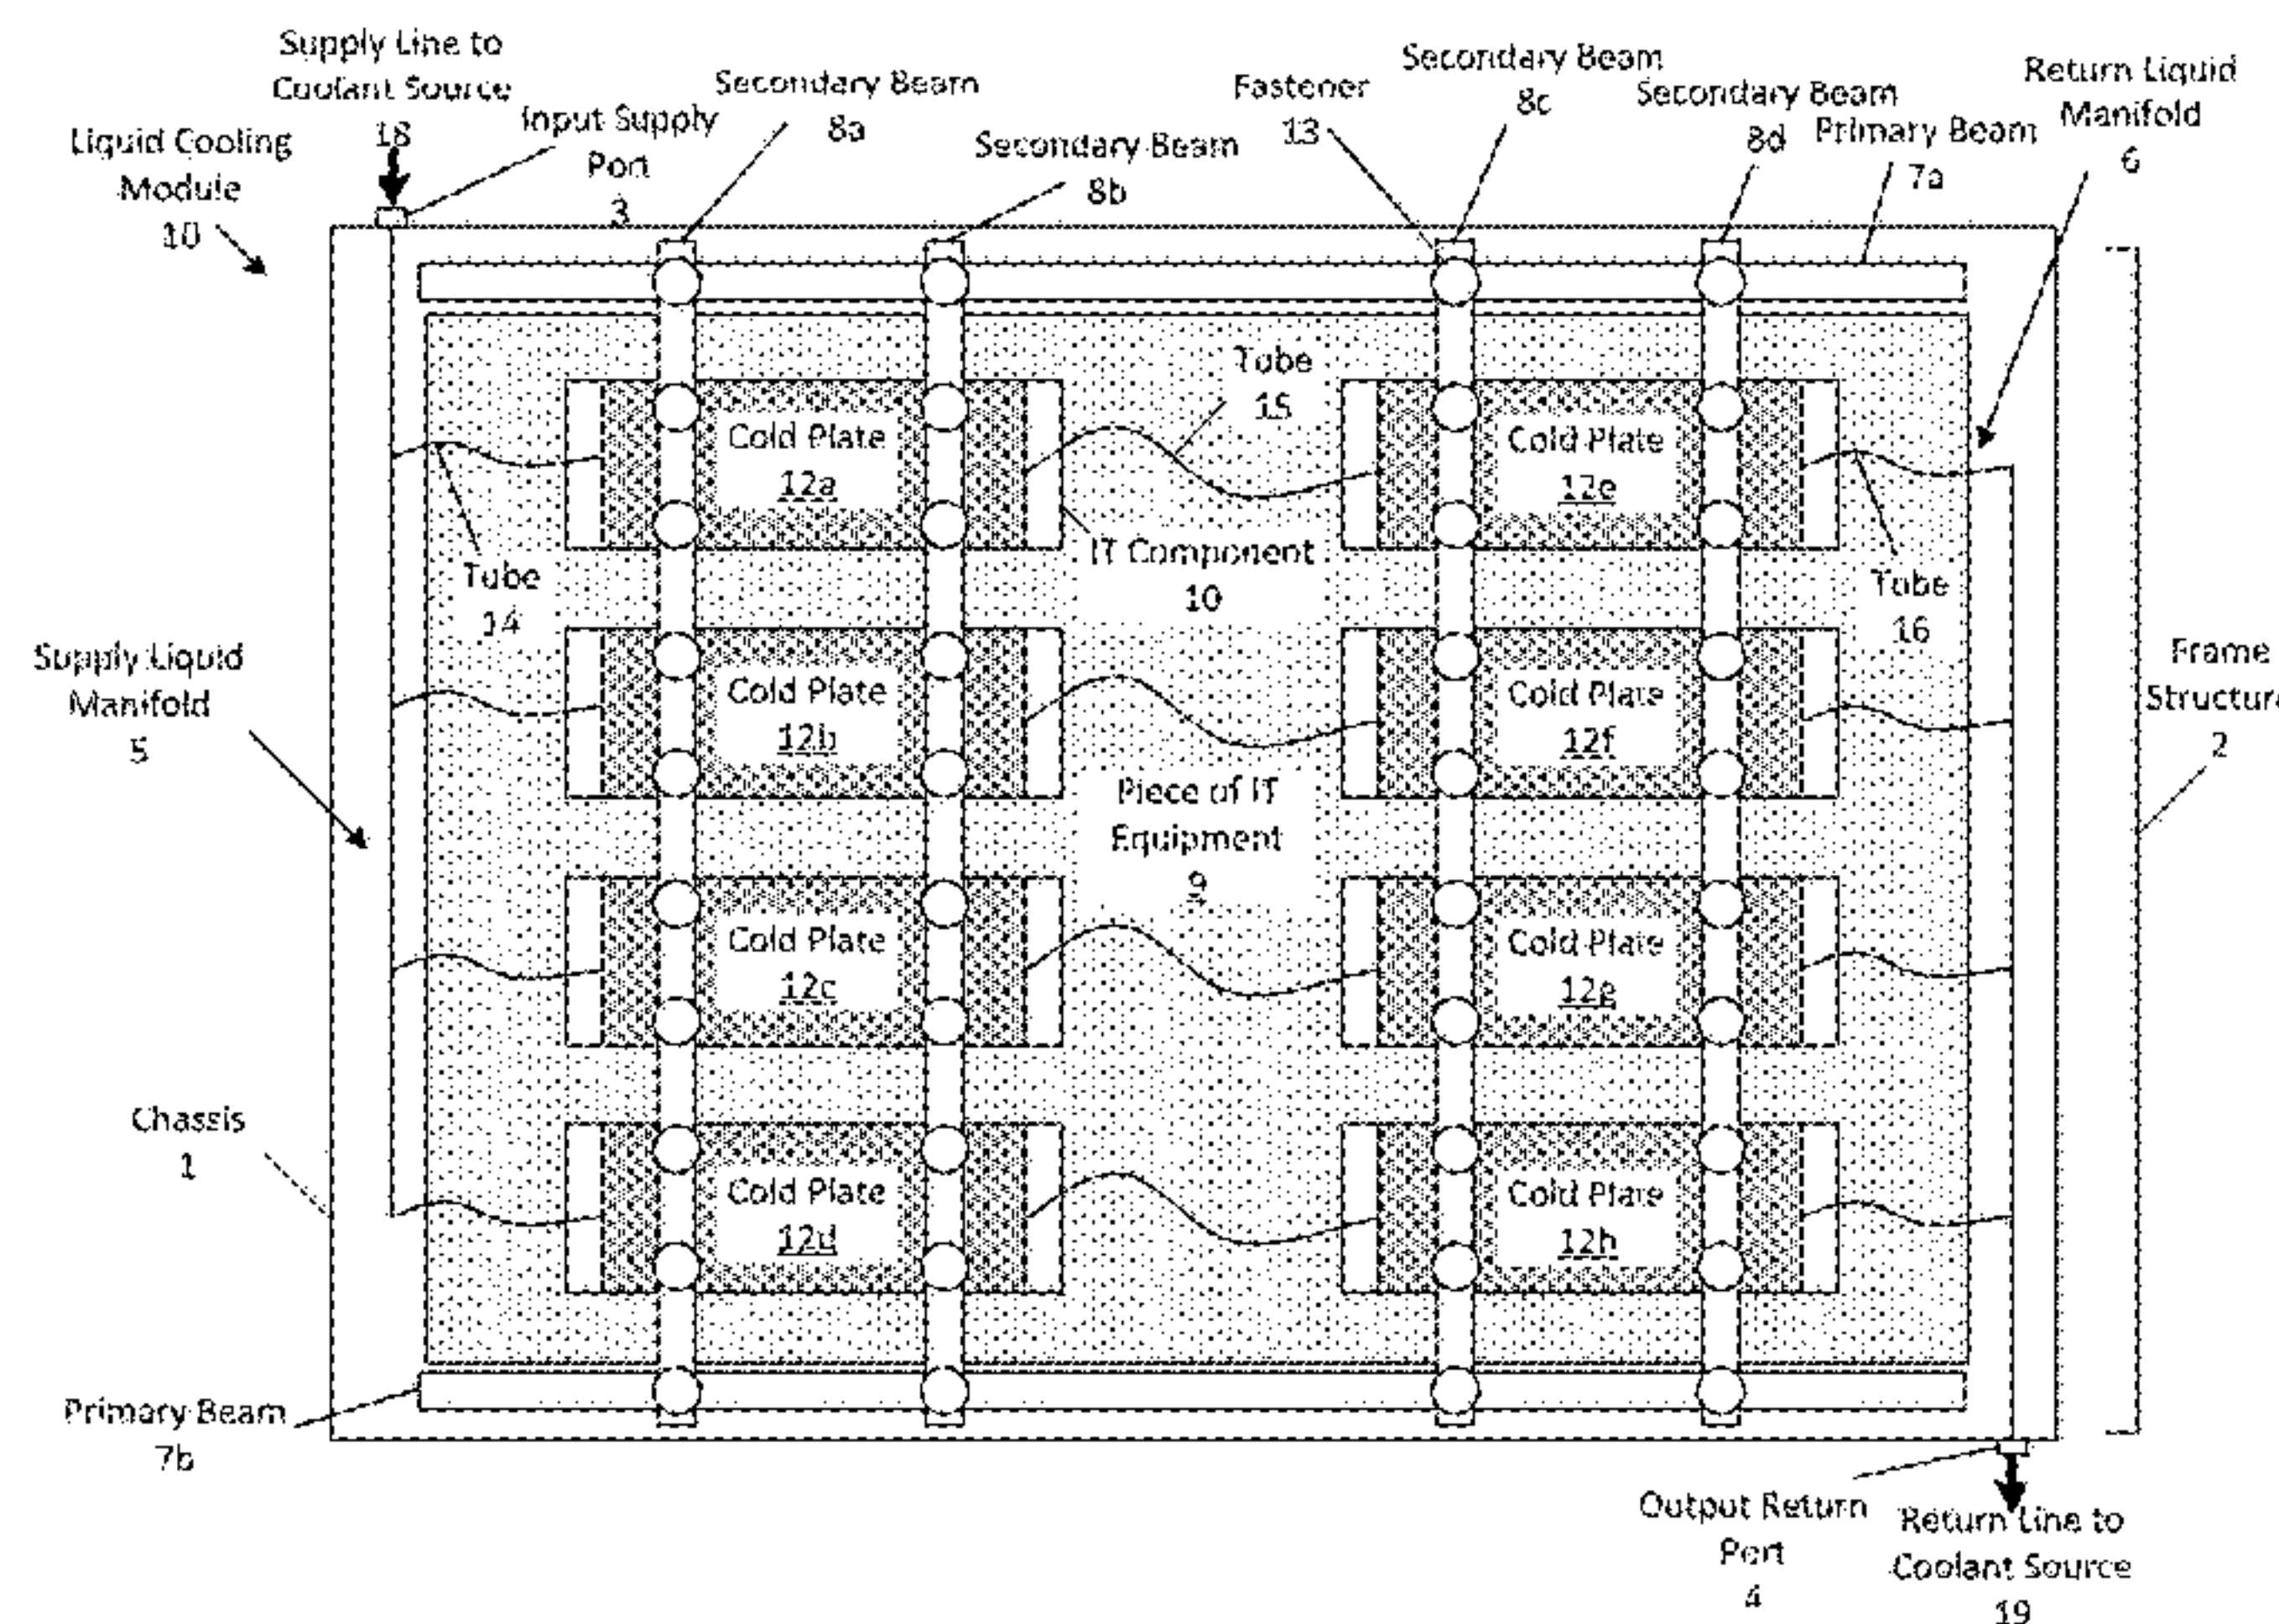 Supply Line to
Coolant Source
18
Liquid Cooling
Module
10
Input Supply
Port
3
Secondary Beam
8a
Secondary Beam
8b
Fastener
13
Secondary Beam
8c
Secondary Beam
8d
Primary Beam
7a
Return Liquid
Manifold
6
Tube
15
Cold Plate
12a
Cold Plate
12e
Tube
14
IT Component
10
Tube
16
Supply Liquid
Manifold
5
Cold Plate
12b
Cold Plate
12f
Frame
Structure
2
Piece of IT
Equipment
9
Cold Plate
12c
Cold Plate
12g
Chassis
1
Cold Plate
12d
Cold Plate
12h
Primary Beam
7b
Output Return
Port
4
Return Line to
Coolant Source
19